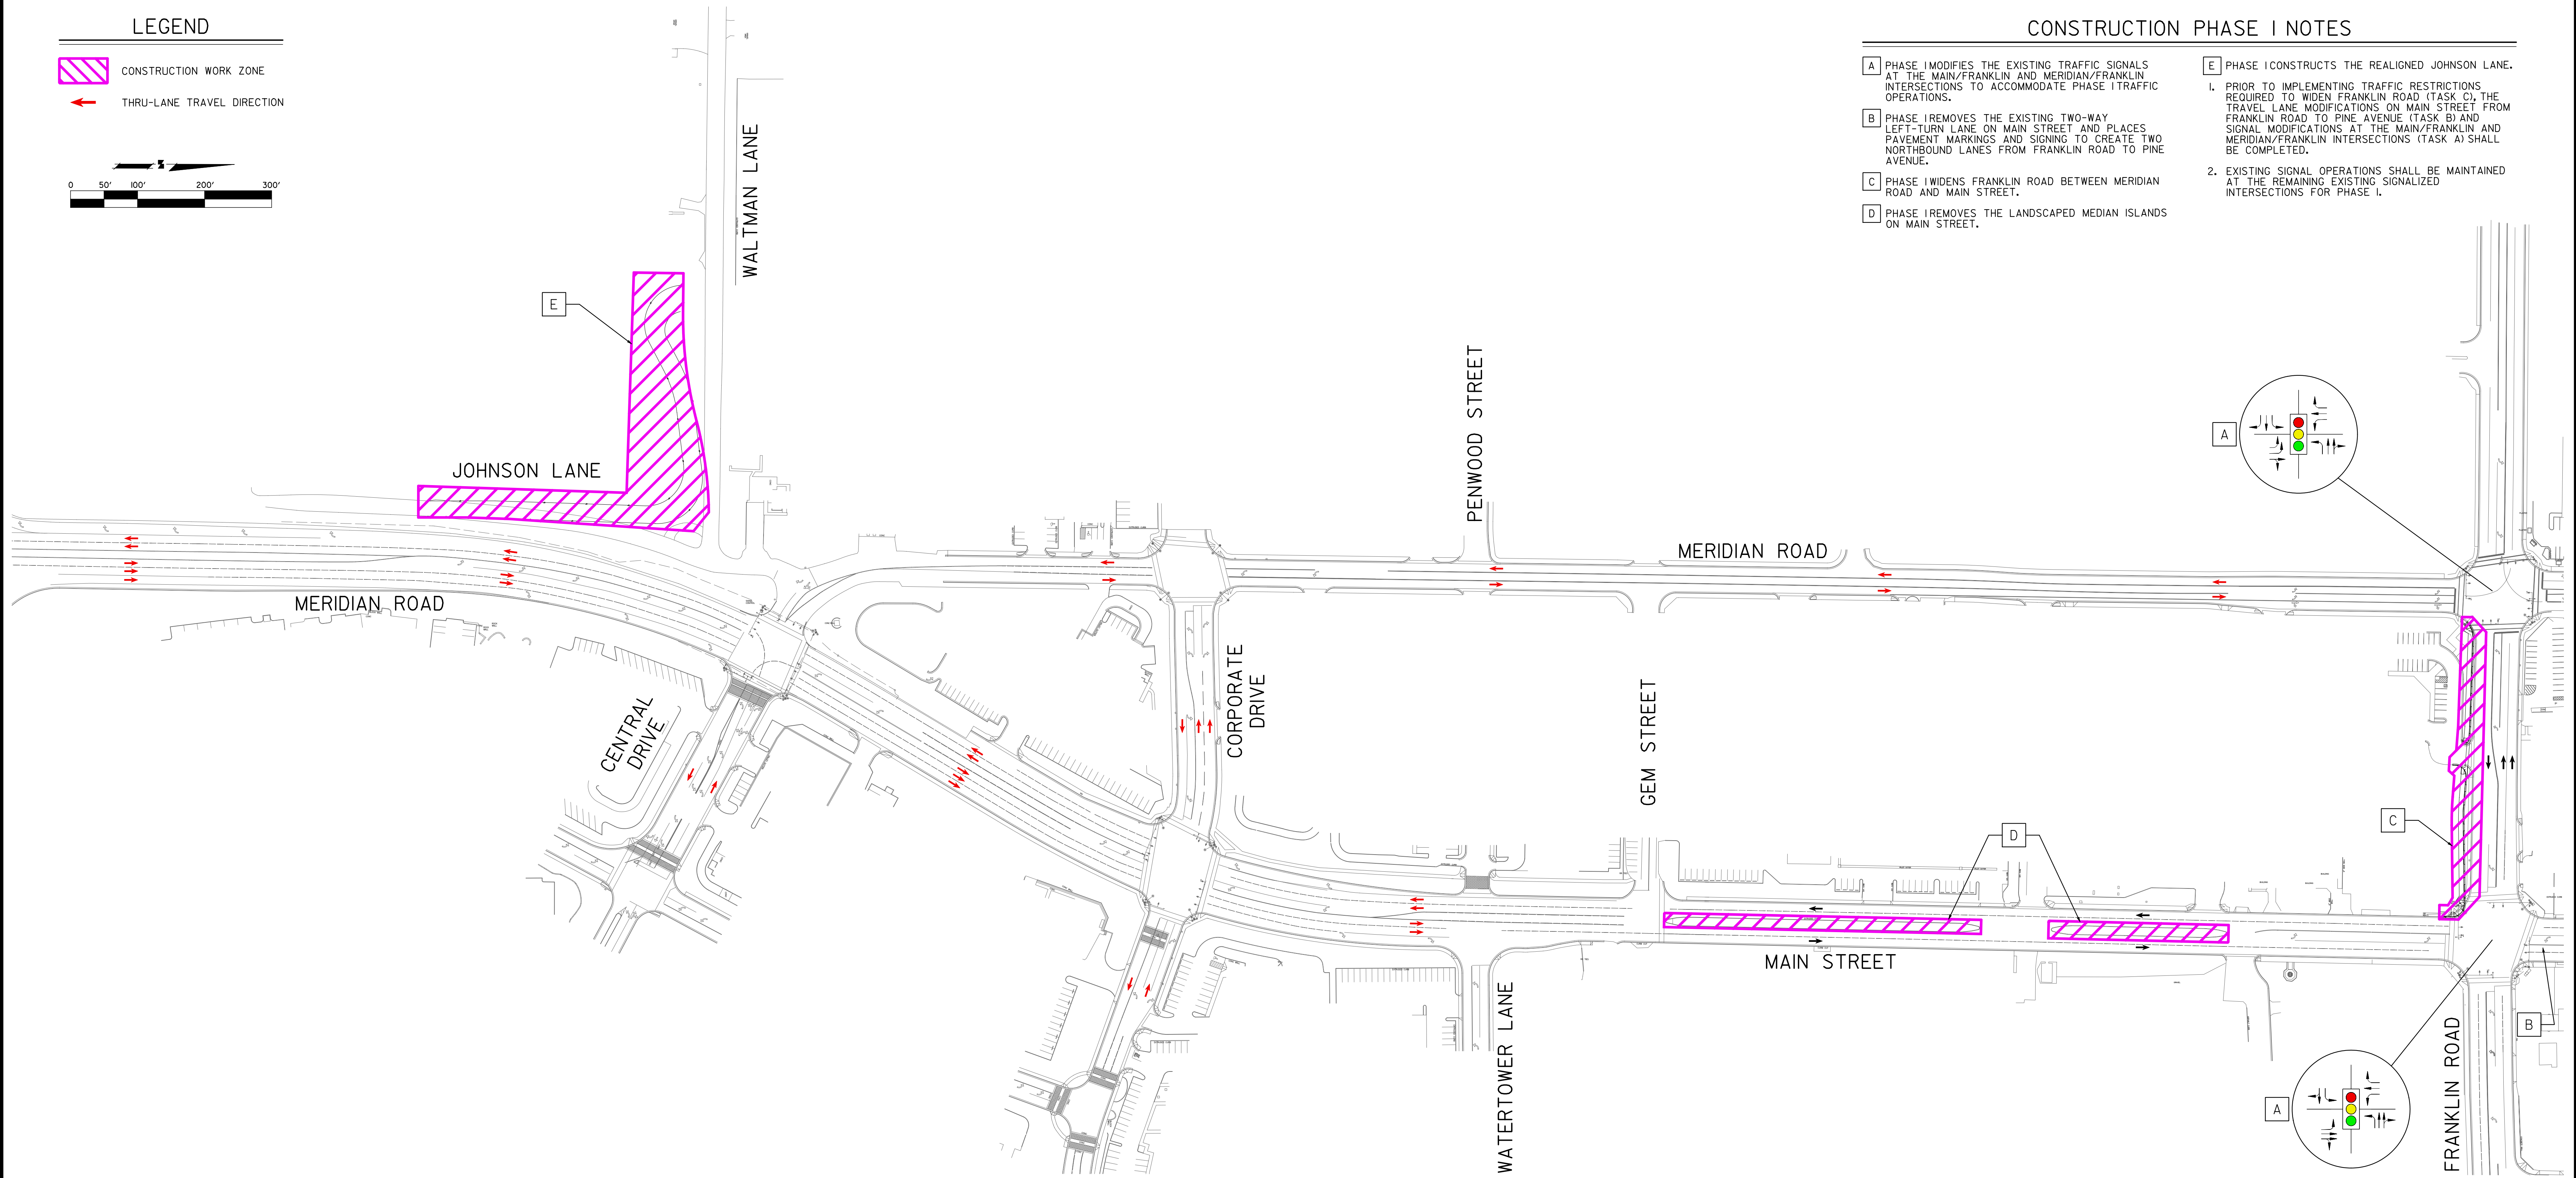 LEGEND
CONSTRUCTION WORK ZONE
THRU-LANE TRAVEL DIRECTION
0 50' 100' 200' 300'
CONSTRUCTION PHASE 1 NOTES
A PHASE 1 MODIFIES THE EXISTING TRAFFIC SIGNALS
AT THE MAIN/FRANKLIN AND MERIDIAN/FRANKLIN
INTERSECTIONS TO ACCOMMODATE PHASE 1 TRAFFIC
OPERATIONS.
B PHASE 1 REMOVES THE EXISTING TWO-WAY
LEFT-TURN LANE ON MAIN STREET AND PLACES
PAVEMENT MARKINGS AND SIGNING TO CREATE TWO
NORTHBOUND LANES FROM FRANKLIN ROAD TO PINE
AVENUE.
C PHASE 1 WIDENS FRANKLIN ROAD BETWEEN MERIDIAN
ROAD AND MAIN STREET.
D PHASE 1 REMOVES THE LANDSCAPED MEDIAN ISLANDS
ON MAIN STREET.
E PHASE 1 CONSTRUCTS THE REALIGNED JOHNSON LANE.
1. PRIOR TO IMPLEMENTING TRAFFIC RESTRICTIONS
REQUIRED TO WIDEN FRANKLIN ROAD (TASK C), THE
TRAVEL LANE MODIFICATIONS ON MAIN STREET FROM
FRANKLIN ROAD TO PINE AVENUE (TASK B) AND
SIGNAL MODIFICATIONS AT THE MAIN/FRANKLIN AND
MERIDIAN/FRANKLIN INTERSECTIONS (TASK A) SHALL
BE COMPLETED.
2. EXISTING SIGNAL OPERATIONS SHALL BE MAINTAINED
AT THE REMAINING EXISTING SIGNALIZED
INTERSECTIONS FOR PHASE 1.
WALTMAN LANE
E
JOHNSON LANE
MERIDIAN ROAD
CENTRAL
DRIVE
CORPORATE
DRIVE
PENWOOD STREET
MERIDIAN ROAD
GEM STREET
A
C
D
MAIN STREET
WATERTOWER LANE
B
A
FRANKLIN ROAD